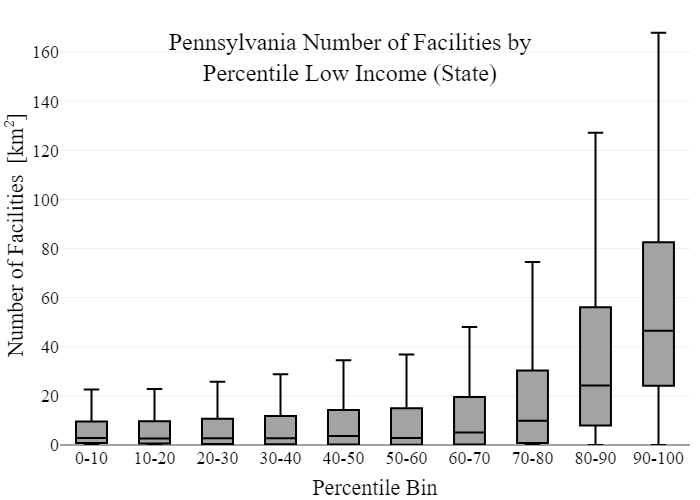 Pennsylvania Number of Facilities by
Percentile Low Income (State)
Number of Facilities [km²]
160
140
120
100
80
60
40
20
0
0-10 10-20 20-30 30-40 40-50 50-60 60-70 70-80 80-90 90-100
Percentile Bin